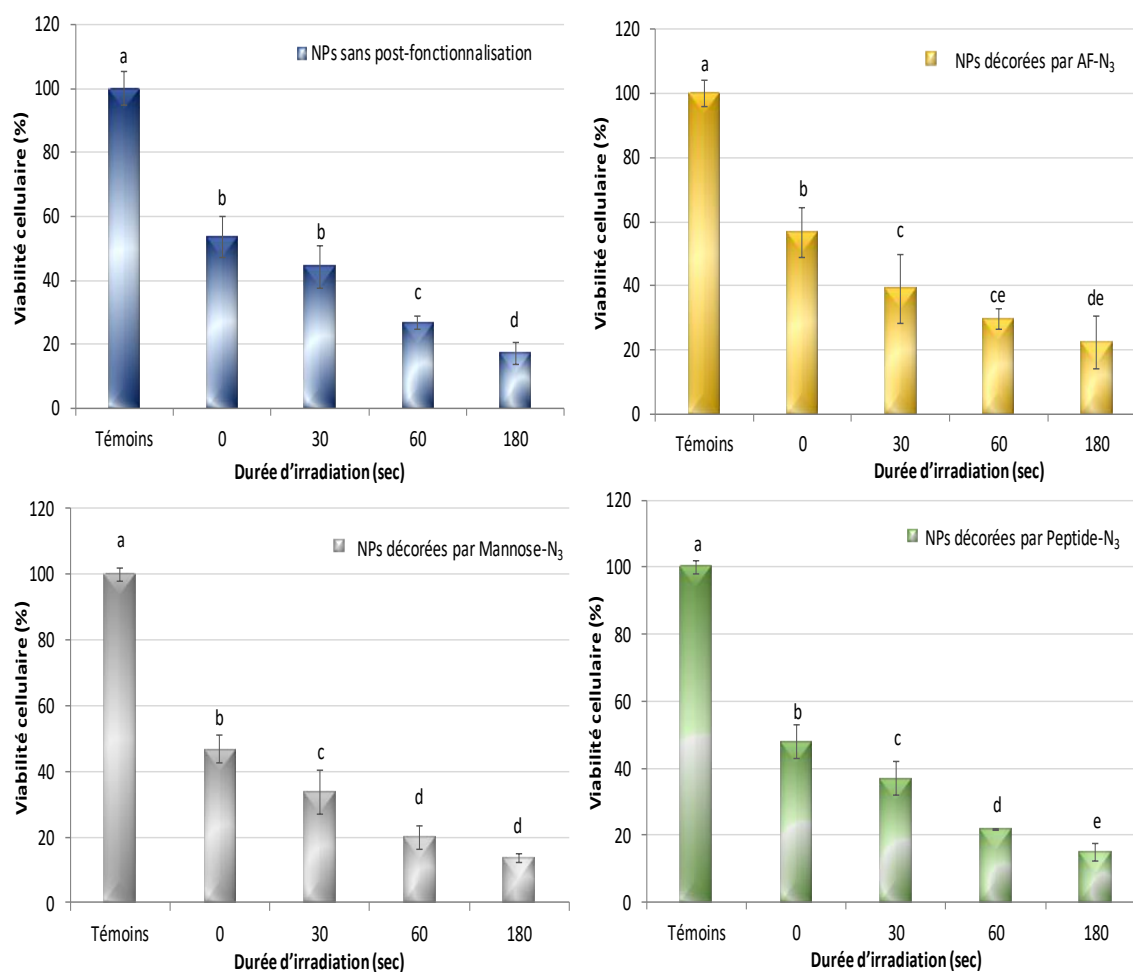 120
100
80
60
40
20
0
Viabilité cellulaire (%)
NPs sans post-fonctionnalisation
a
b
b
c
d
Témoins 0 30 60 180
Durée d’irradiation (sec)
120
100
80
60
40
20
0
Viabilité cellulaire (%)
NPs décorées par AF-N₃
a
b
c
ce
de
Témoins 0 30 60 180
Durée d’irradiation (sec)
120
100
80
60
40
20
0
Viabilité cellulaire (%)
NPs décorées par Mannose-N₃
a
b
c
d
d
Témoins 0 30 60 180
Durée d’irradiation (sec)
120
100
80
60
40
20
0
Viabilité cellulaire (%)
NPs décorées par Peptide-N₃
a
b
c
d
e
Témoins 0 30 60 180
Durée d’irradiation (sec)